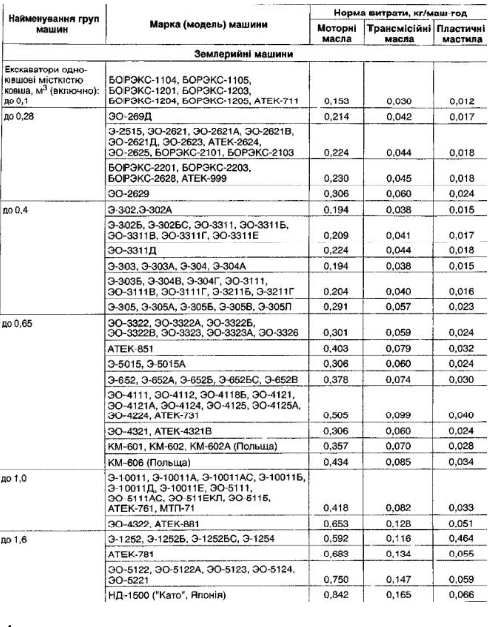 Найменування груп машин
Марка (модель) машини
Норма витрати, кг/маш-год
Моторні масла
Трансмісійні масла
Пластичні мастила
Землерийні машини
Екскаватори одно-
ківшові місткістю
ковша, м³ (включно):
до 0,1
БОРЭКС-1104, БОРЭКС-1105,
БОРЭКС-1201, БОРЭКС-1203,
БОРЭКС-1204, БОРЭКС-1205, АТЕК-711 0,153 0,030 0,012
до 0,28 ЭО-269Д 0,214 0,042 0,017
Э-2515, ЭО-2621, ЭО-2621А, ЭО-2621В,
ЭО-2621Д, ЭО-2623, АТЕК-2624,
ЭО-2625, БОРЭКС-2101, БОРЭКС-2103 0,224 0,044 0,018
БОРЭКС-2201, БОРЭКС-2203,
БОРЭКС-2628, АТЕК-999 0,230 0,045 0,018
ЭО-2629 0,306 0,060 0,024
до 0,4 Э-302,Э-302А 0,194 0,038 0,015
Э-302Б, Э-302БС, ЭО-3311, ЭО-3311Б,
ЭО-3311В, ЭО-3311Г, ЭО-3311Е 0,209 0,041 0,017
ЭО-3311Д 0,224 0,044 0,018
Э-303, Э-303А, Э-304, Э-304А 0,194 0,038 0,015
Э-303Б, Э-304В, Э-304Г, ЭО-3111,
ЭО-3111В, ЭО-3111Г, Э-3211Б, Э-3211Г 0,204 0,040 0,016
Э-305, Э-305А, Э-305Б, Э-305В, Э-305Л 0,291 0,057 0,023
до 0,65 ЭО-3322, ЭО-3322А, ЭО-3322Б,
ЭО-3322В, ЭО-3323, ЭО-3323А, ЭО-3326 0,301 0,059 0,024
АТЕК-851 0,403 0,079 0,032
Э-5015, Э-5015А 0,306 0,060 0,024
Э-652, Э-652А, Э-652Б, Э-652БС, Э-652В 0,378 0,074 0,030
ЭО-4111, ЭО-4112, ЭО-4118Б, ЭО-4121,
ЭО-4121А, ЭО-4124, ЭО-4125, ЭО-4125А,
ЭО-4224, АТЕК-731 0,505 0,099 0,040
ЭО-4321, АТЕК-4321В 0,306 0,060 0,024
КМ-601, КМ-602, КМ-602А (Польща) 0,357 0,070 0,028
КМ-606 (Польща) 0,434 0,085 0,034
до 1,0 Э-10011, Э-10011А, Э-10011АС, Э-10011Б,
Э-10011Д, Э-10011Е, ЭО-5111,
ЭО-5111АС, ЭО-511ЕКЛ, ЭО-511Б,
АТЕК-761, МТП-71 0,418 0,082 0,033
ЭО-4322, АТЕК-881 0,653 0,128 0,051
до 1,6 Э-1252, Э-1252Б, Э-1252БС, Э-1254 0,592 0,116 0,466
АТЕК-781 0,683 0,134 0,055
ЭО-5122, ЭО-5122А, ЭО-5123, ЭО-5124,
ЭО-5221 0,750 0,147 0,059
НД-1500 ("Като", Японія) 0,842 0,165 0,464